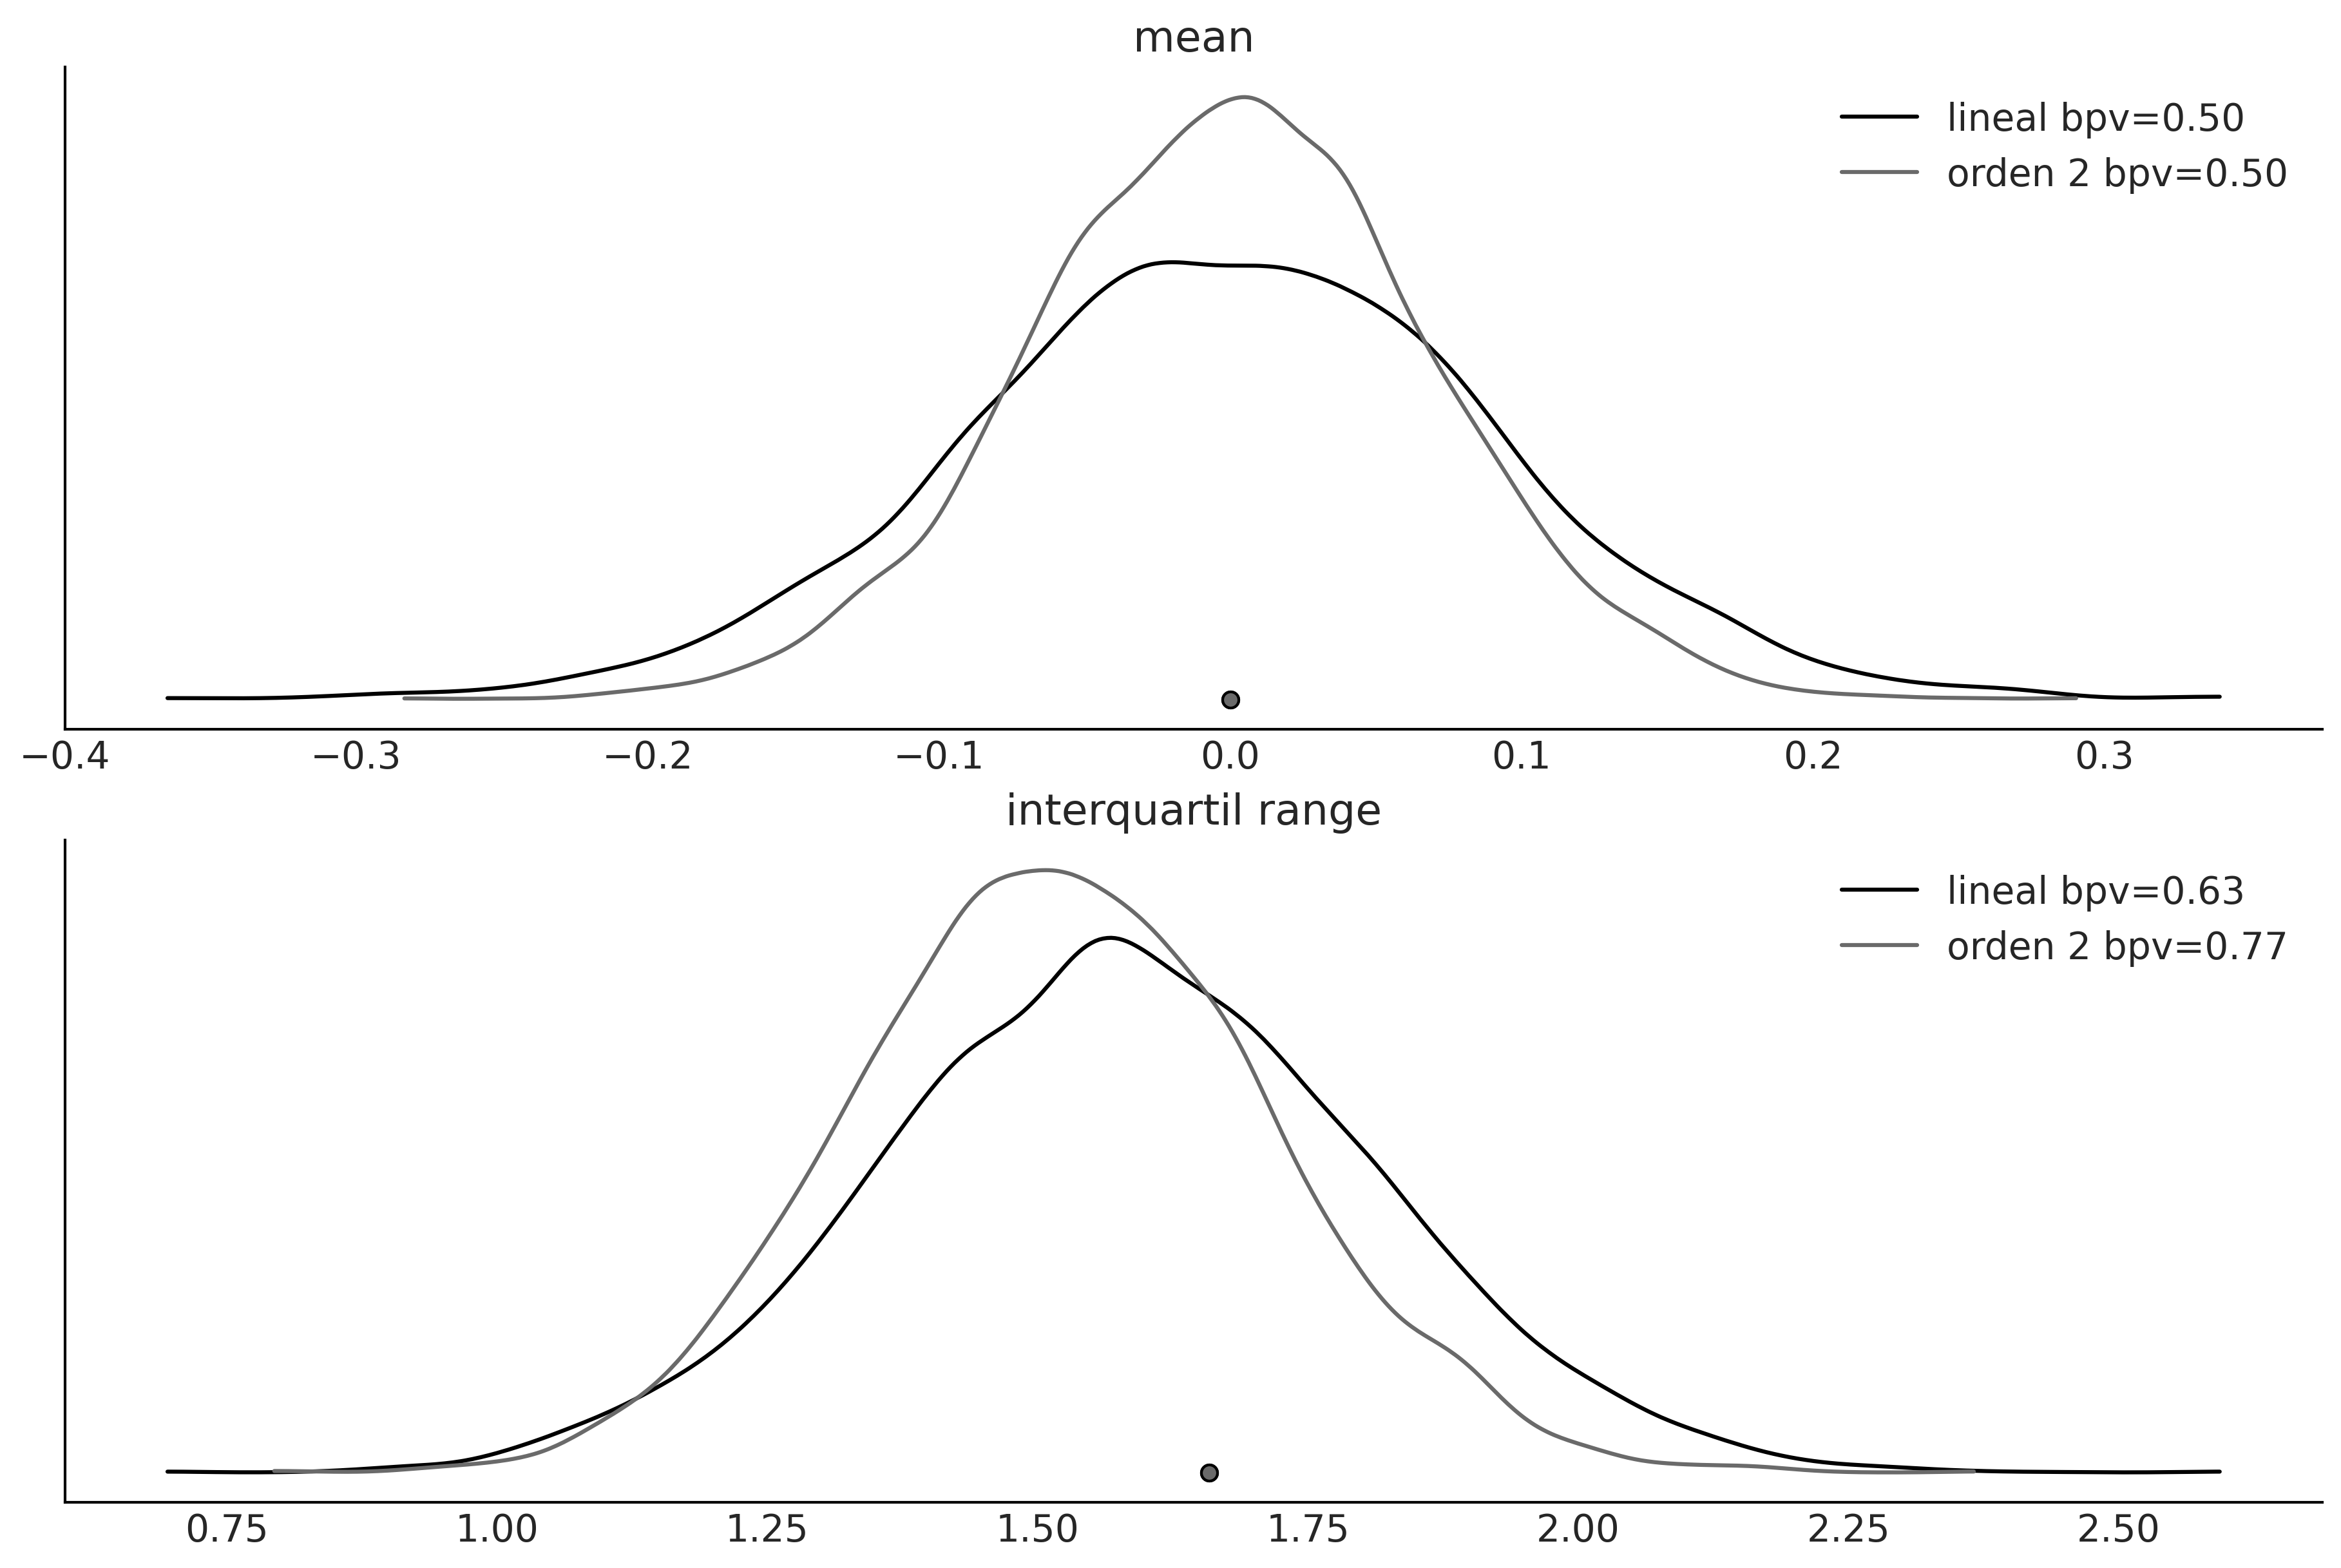 mean
lineal bpv=0.50
orden 2 bpv=0.50
−0.4 −0.3 −0.2 −0.1 0.0 0.1 0.2 0.3
interquartil range
lineal bpv=0.63
orden 2 bpv=0.77
0.75 1.00 1.25 1.50 1.75 2.00 2.25 2.50